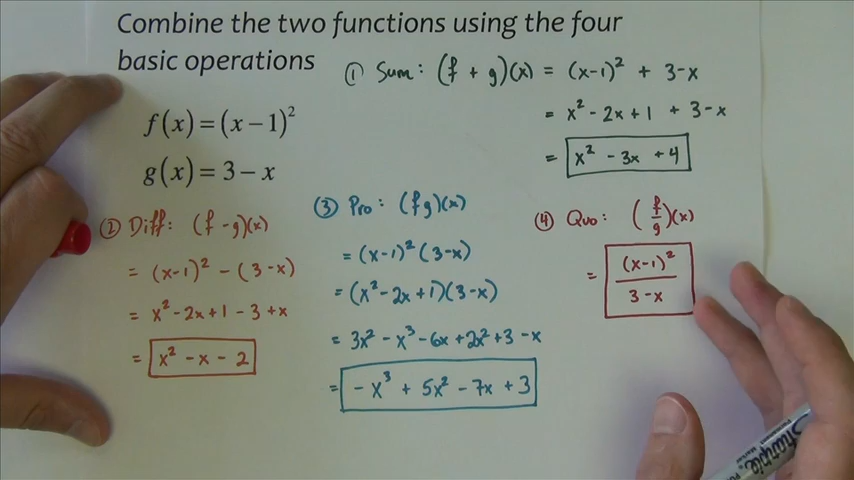 Combine the two functions using the four
basic operations
f(x) = (x − 1)²
g(x) = 3 − x
① Sum: (f + g)(x) = (x-1)² + 3-x
= x² - 2x + 1 + 3-x
= x² - 3x + 4
② Diff: (f - g)(x)
= (x-1)² - (3-x)
= x² - 2x + 1 - 3 + x
= x² - x - 2
③ Pro: (fg)(x)
= (x-1)² (3-x)
= (x² - 2x + 1)(3-x)
= 3x² - x³ - 6x + 2x² + 3 - x
= - x³ + 5x² - 7x + 3
④ Quo: (f/g)(x)
= (x-1)² / 3-x
Sharpie